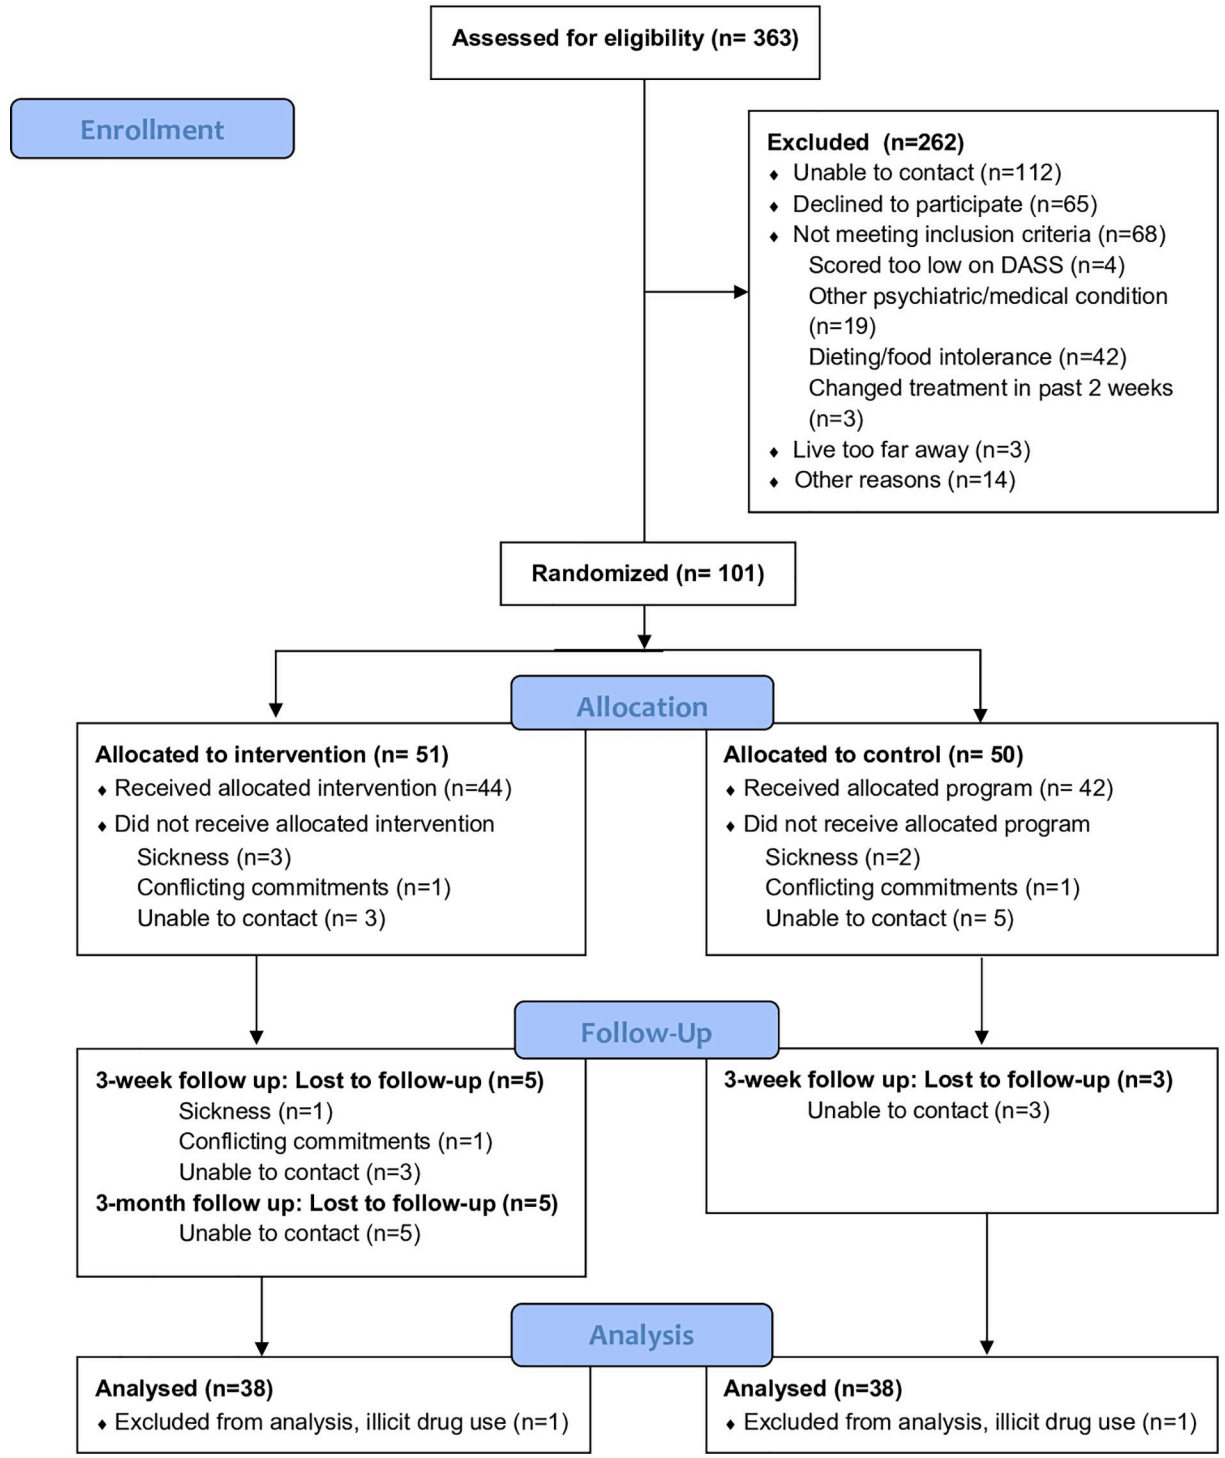 Assessed for eligibility (n= 363)
Enrollment
Excluded  (n=262)
♦ Unable to contact (n=112)
♦ Declined to participate (n=65)
♦ Not meeting inclusion criteria (n=68)
Scored too low on DASS (n=4)
Other psychiatric/medical condition
(n=19)
Dieting/food intolerance (n=42)
Changed treatment in past 2 weeks
(n=3)
♦ Live too far away (n=3)
♦ Other reasons (n=14)
Randomized (n= 101)
Allocation
Allocated to intervention (n= 51)
♦ Received allocated intervention (n=44)
♦ Did not receive allocated intervention
Sickness (n=3)
Conflicting commitments (n=1)
Unable to contact (n= 3)
Allocated to control (n= 50)
♦ Received allocated program (n= 42)
♦ Did not receive allocated program
Sickness (n=2)
Conflicting commitments (n=1)
Unable to contact (n= 5)
Follow-Up
3-week follow up: Lost to follow-up (n=5)
Sickness (n=1)
Conflicting commitments (n=1)
Unable to contact (n=3)
3-month follow up: Lost to follow-up (n=5)
Unable to contact (n=5)
3-week follow up: Lost to follow-up (n=3)
Unable to contact (n=3)
Analysis
Analysed (n=38)
♦ Excluded from analysis, illicit drug use (n=1)
Analysed (n=38)
♦ Excluded from analysis, illicit drug use (n=1)